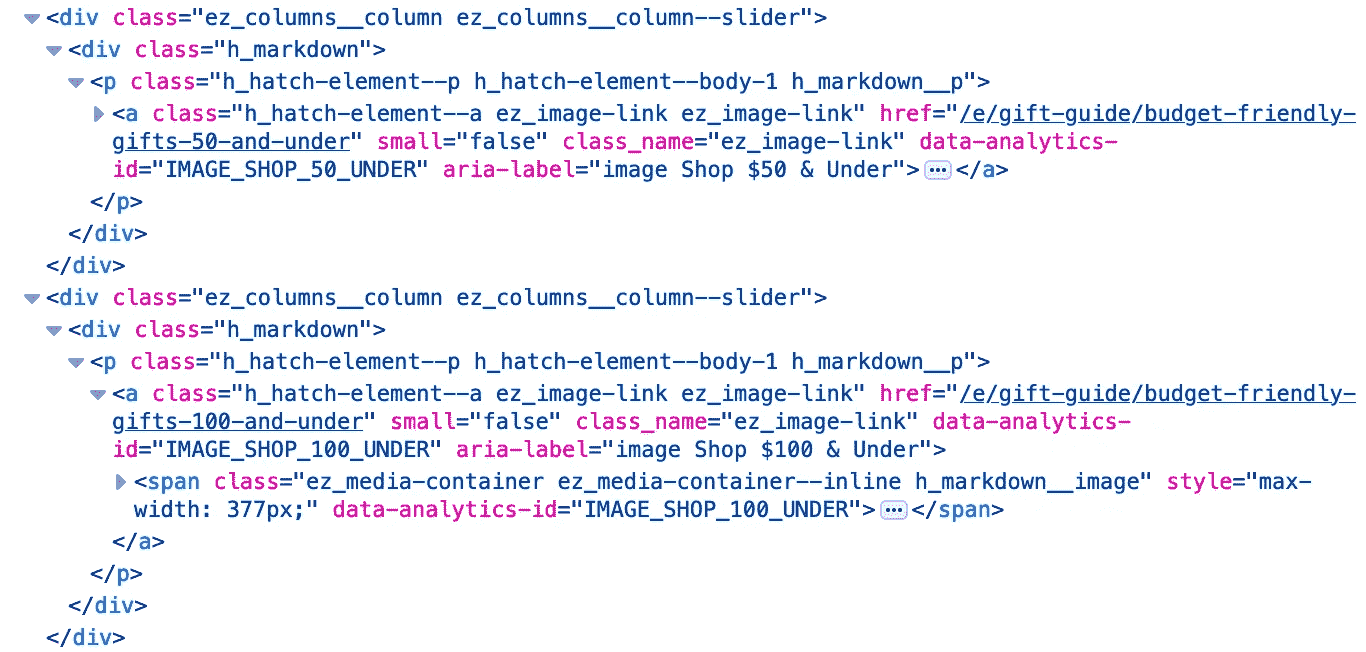 <div class="ez_columns__column ez_columns__column--slider">
<div class="h_markdown">
<p class="h_hatch-element--p h_hatch-element--body-1 h_markdown__p">
<a class="h_hatch-element--a ez_image-link ez_image-link" href="/e/gift-guide/budget-friendly-
gifts-50-and-under" small="false" class_name="ez_image-link" data-analytics-
id="IMAGE_SHOP_50_UNDER" aria-label="image Shop $50 & Under">…</a>
</p>
</div>
</div>
<div class="ez_columns__column ez_columns__column--slider">
<div class="h_markdown">
<p class="h_hatch-element--p h_hatch-element--body-1 h_markdown__p">
<a class="h_hatch-element--a ez_image-link ez_image-link" href="/e/gift-guide/budget-friendly-
gifts-100-and-under" small="false" class_name="ez_image-link" data-analytics-
id="IMAGE_SHOP_100_UNDER" aria-label="image Shop $100 & Under">
<span class="ez_media-container ez_media-container--inline h_markdown__image" style="max-
width: 377px;" data-analytics-id="IMAGE_SHOP_100_UNDER">…</span>
</a>
</p>
</div>
</div>